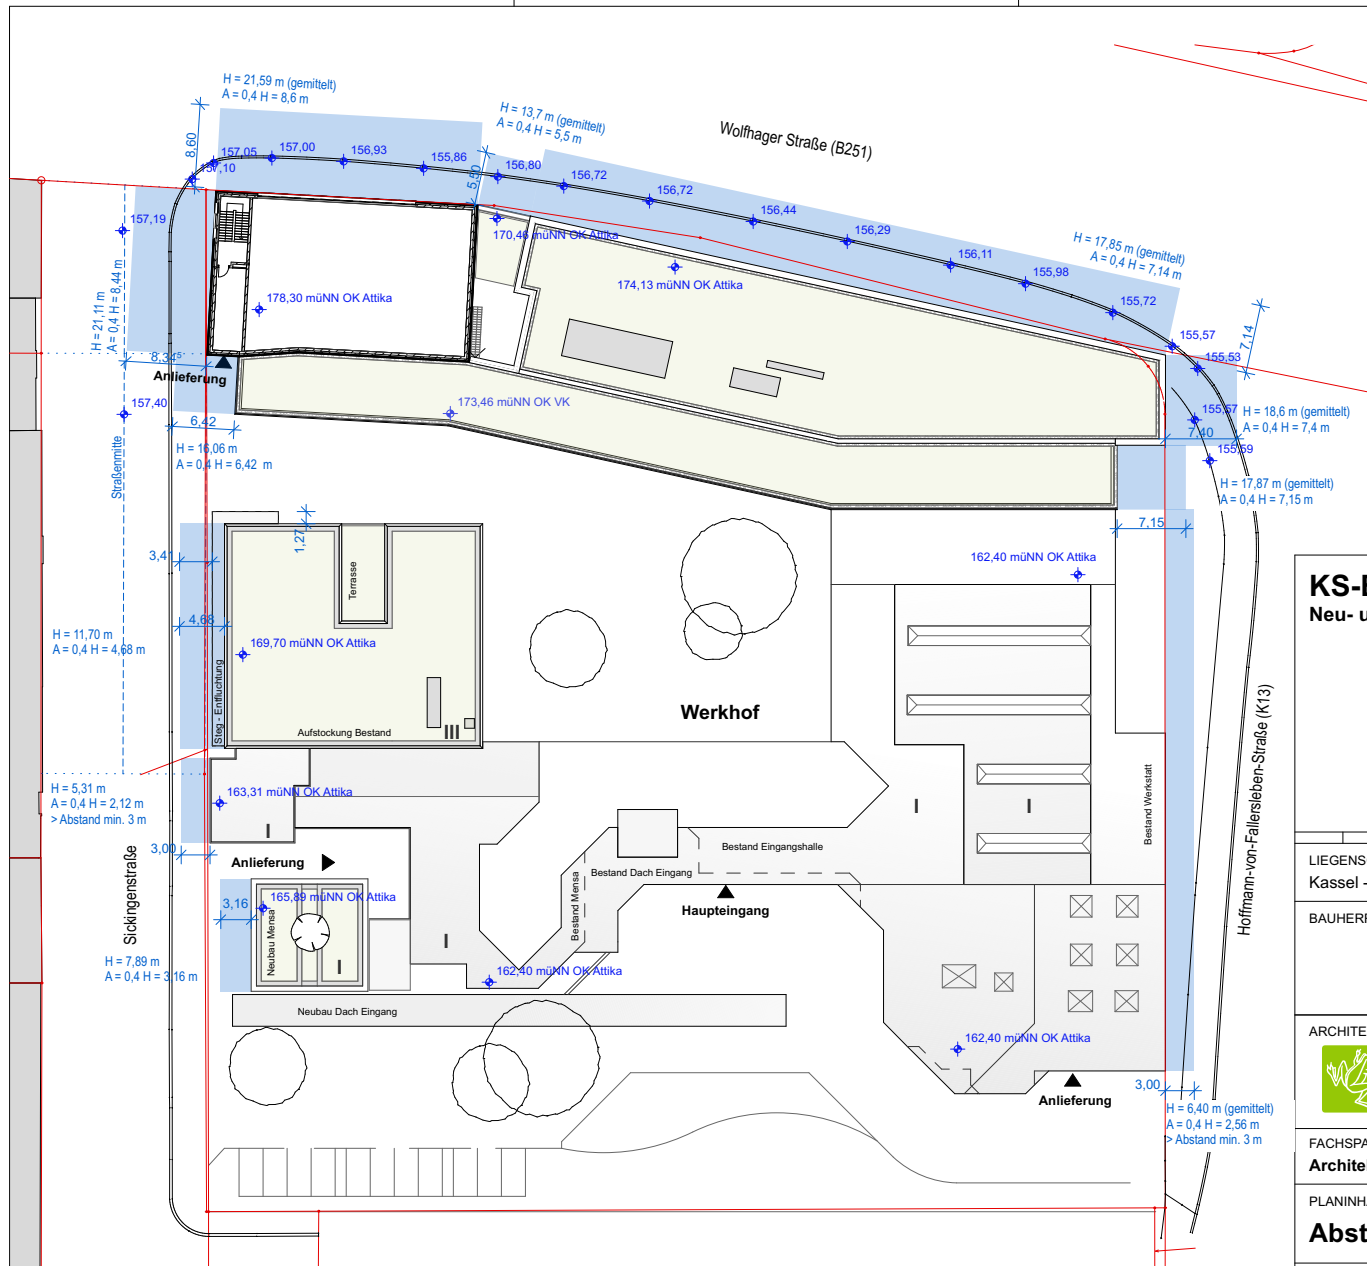 H = 21,59 m (gemittelt)
A = 0,4 H = 8,6 m
H = 13,7 m (gemittelt)
A = 0,4 H = 5,5 m
Wolfhager Straße (B251)
8,60
157,05
157,10
157,00
156,93
155,86
5,50
156,80
156,72
156,72
156,44
156,29
156,11
155,98
155,72
155,57
155,53
H = 17,85 m (gemittelt)
A = 0,4 H = 7,14 m
7,14
157,19
170,46 müNN OK Attika
174,13 müNN OK Attika
178,30 müNN OK Attika
H = 21,11 m
A = 0,4 H = 8,44 m
8,34⁵
Anlieferung
157,40
173,46 müNN OK VK
6,42
H = 16,06 m
A = 0,4 H = 6,42 m
Straßenmitte
155,57
7,40
155,59
H = 18,6 m (gemittelt)
A = 0,4 H = 7,4 m
H = 17,87 m (gemittelt)
A = 0,4 H = 7,15 m
7,15
1,27
3,41
Terrasse
162,40 müNN OK Attika
KS-
Neu- u
4,68
H = 11,70 m
A = 0,4 H = 4,68 m
169,70 müNN OK Attika
Steg - Entfluchtung
Aufstockung Bestand
III
Werkhof
Hoffmann-von-Fallersleben-Straße (K13)
H = 5,31 m
A = 0,4 H = 2,12 m
> Abstand min. 3 m
163,31 müNN OK Attika
I
I
I
Bestand Werkstatt
3,00
Sickingenstraße
Anlieferung
Bestand Eingangshalle
Bestand Dach Eingang
Bestand Mensa
Haupteingang
LIEGENS
Kassel -
BAUHER
3,16
165,89 müNN OK Attika
Neubau Mensa
I
I
H = 7,89 m
A = 0,4 H = 3,16 m
162,40 müNN OK Attika
Neubau Dach Eingang
162,40 müNN OK Attika
ARCHITE
Anlieferung
3,00
H = 6,40 m (gemittelt)
A = 0,4 H = 2,56 m
> Abstand min. 3 m
FACHSPA
Archite
PLANINH
Abst